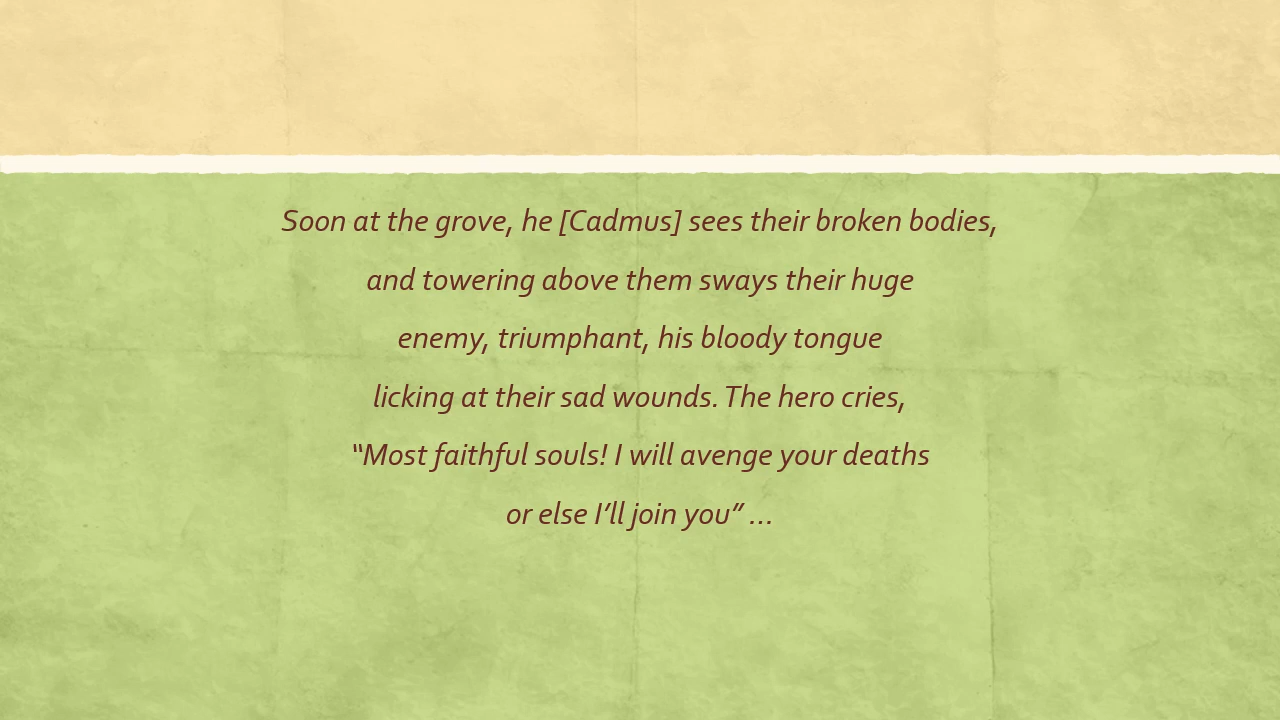 Soon at the grove, he [Cadmus] sees their broken bodies,
and towering above them sways their huge
enemy, triumphant, his bloody tongue
licking at their sad wounds. The hero cries,
“Most faithful souls! I will avenge your deaths
or else I’ll join you” …